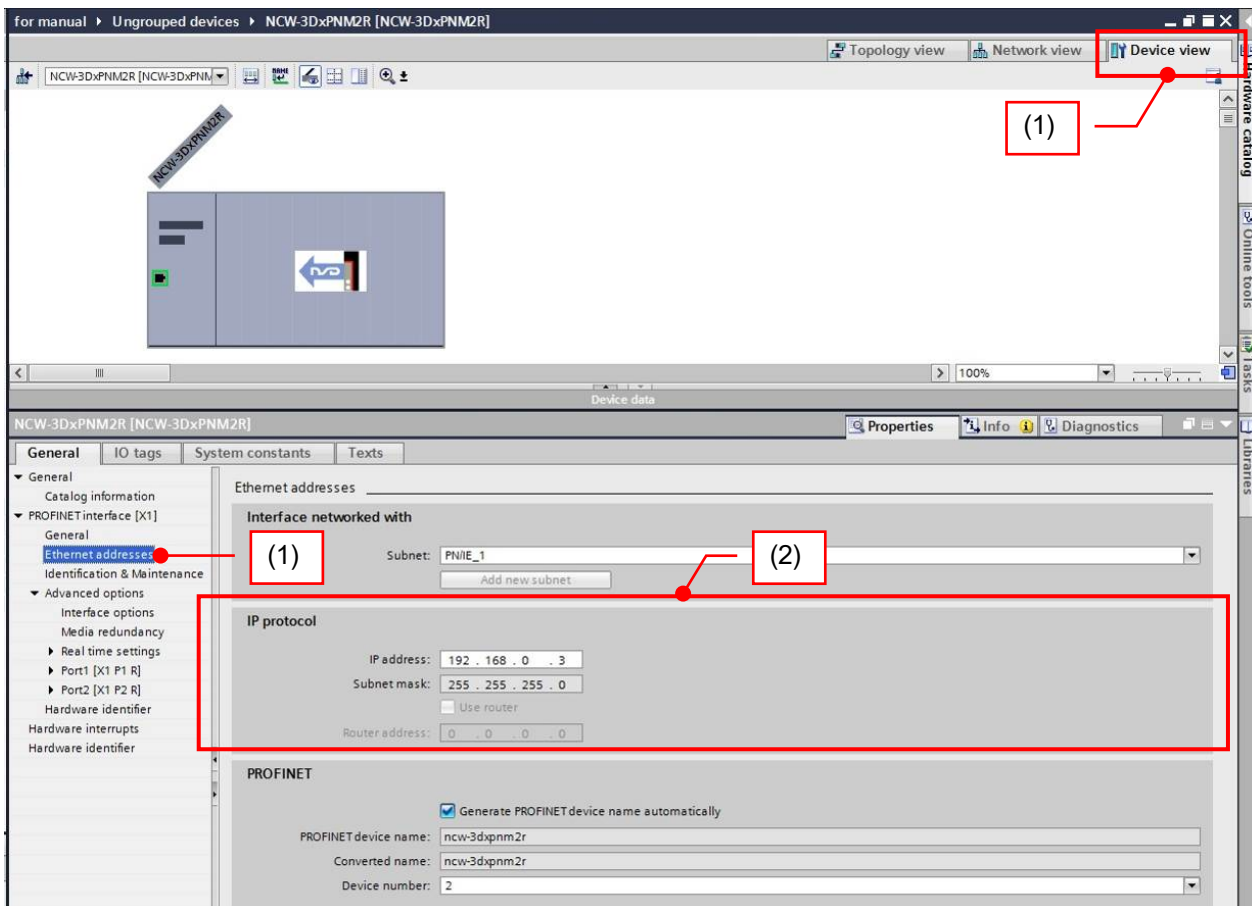 for manual ▸ Ungrouped devices ▸ NCW-3DxPNM2R [NCW-3DxPNM2R]
Topology view
Network view
Device view
NCW-3DxPNM2R [NCW-3DxPNM
(1)
NCW-3DxPNM2R
Hardware catalog
Online tools
Tasks
Libraries
100%
Device data
NCW-3DxPNM2R [NCW-3DxPNM2R]
Properties
Info
Diagnostics
General
IO tags
System constants
Texts
General
Catalog information
PROFINET interface [X1]
General
Ethernet addresses
Identification & Maintenance
Advanced options
Interface options
Media redundancy
Real time settings
Port1 [X1 P1 R]
Port2 [X1 P2 R]
Hardware identifier
Hardware interrupts
Hardware identifier
(1)
Ethernet addresses
Interface networked with
Subnet: PN/IE_1
Add new subnet
(2)
IP protocol
IP address: 192 . 168 . 0 . 3
Subnet mask: 255 . 255 . 255 . 0
Use router
Router address: 0 . 0 . 0 . 0
PROFINET
Generate PROFINET device name automatically
PROFINET device name: ncw-3dxpnm2r
Converted name: ncw-3dxpnm2r
Device number: 2